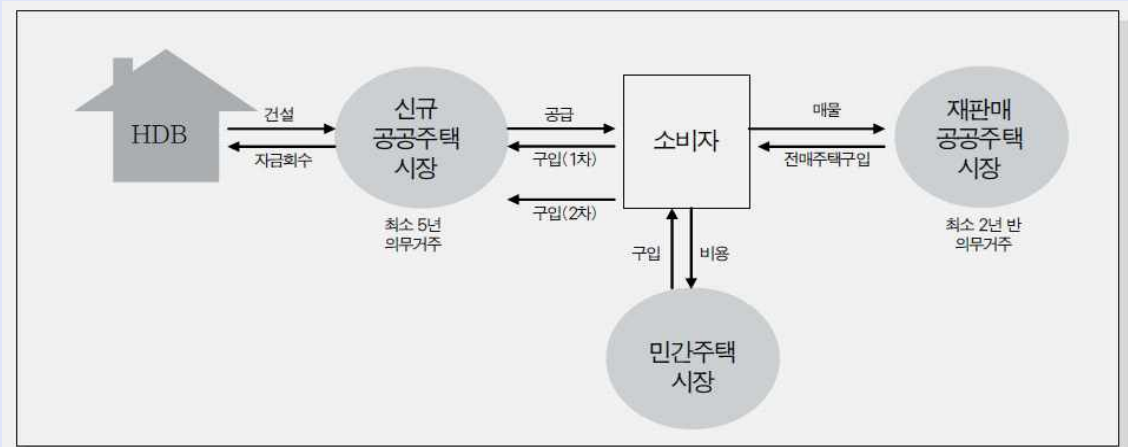 HDB
건설
자금회수
신규
공공주택
시장
최소 5년
의무거주
공급
구입(1차)
구입(2차)
소비자
매물
전매주택구입
재판매
공공주택
시장
최소 2년 반
의무거주
구입
비용
민간주택
시장